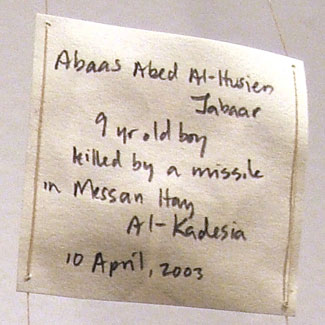 Abaas Abed Al-Husien
Jabaar
9 yr old boy
killed by a missile
in Messan Hay
Al-Kadesia
10 April, 2003